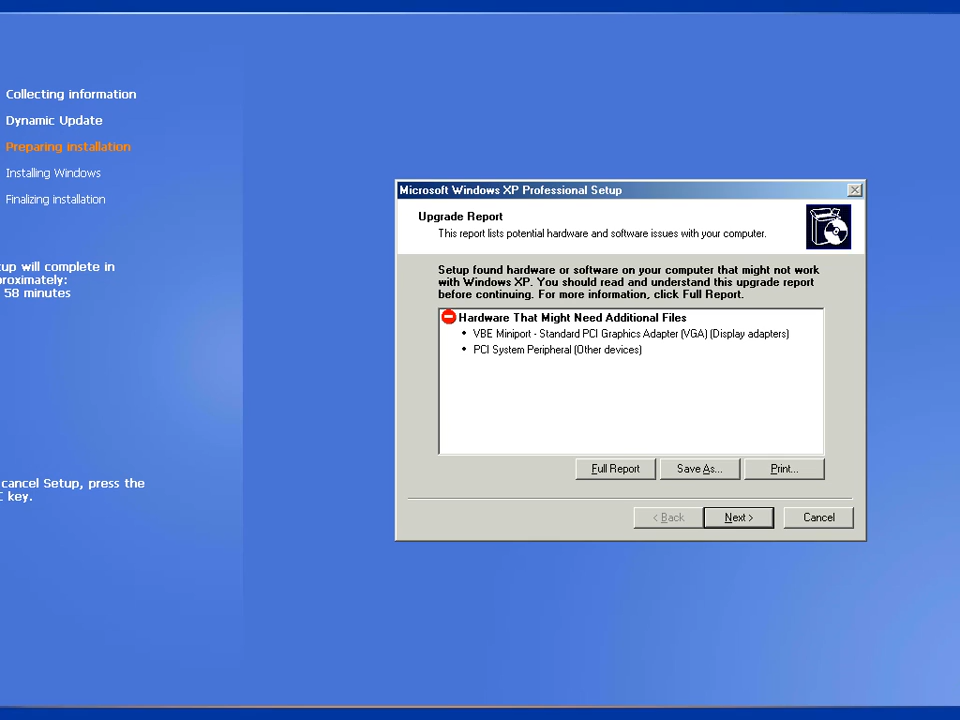 Collecting information
Dynamic Update
Preparing installation
Installing Windows
Finalizing installation
up will complete in
roximately:
58 minutes
cancel Setup, press the
key.
Microsoft Windows XP Professional Setup
Upgrade Report
This report lists potential hardware and software issues with your computer.
Setup found hardware or software on your computer that might not work
with Windows XP. You should read and understand this upgrade report
before continuing. For more information, click Full Report.
Hardware That Might Need Additional Files
• VBE Miniport - Standard PCI Graphics Adapter (VGA) (Display adapters)
• PCI System Peripheral (Other devices)
Full Report Save As... Print...
< Back Next > Cancel